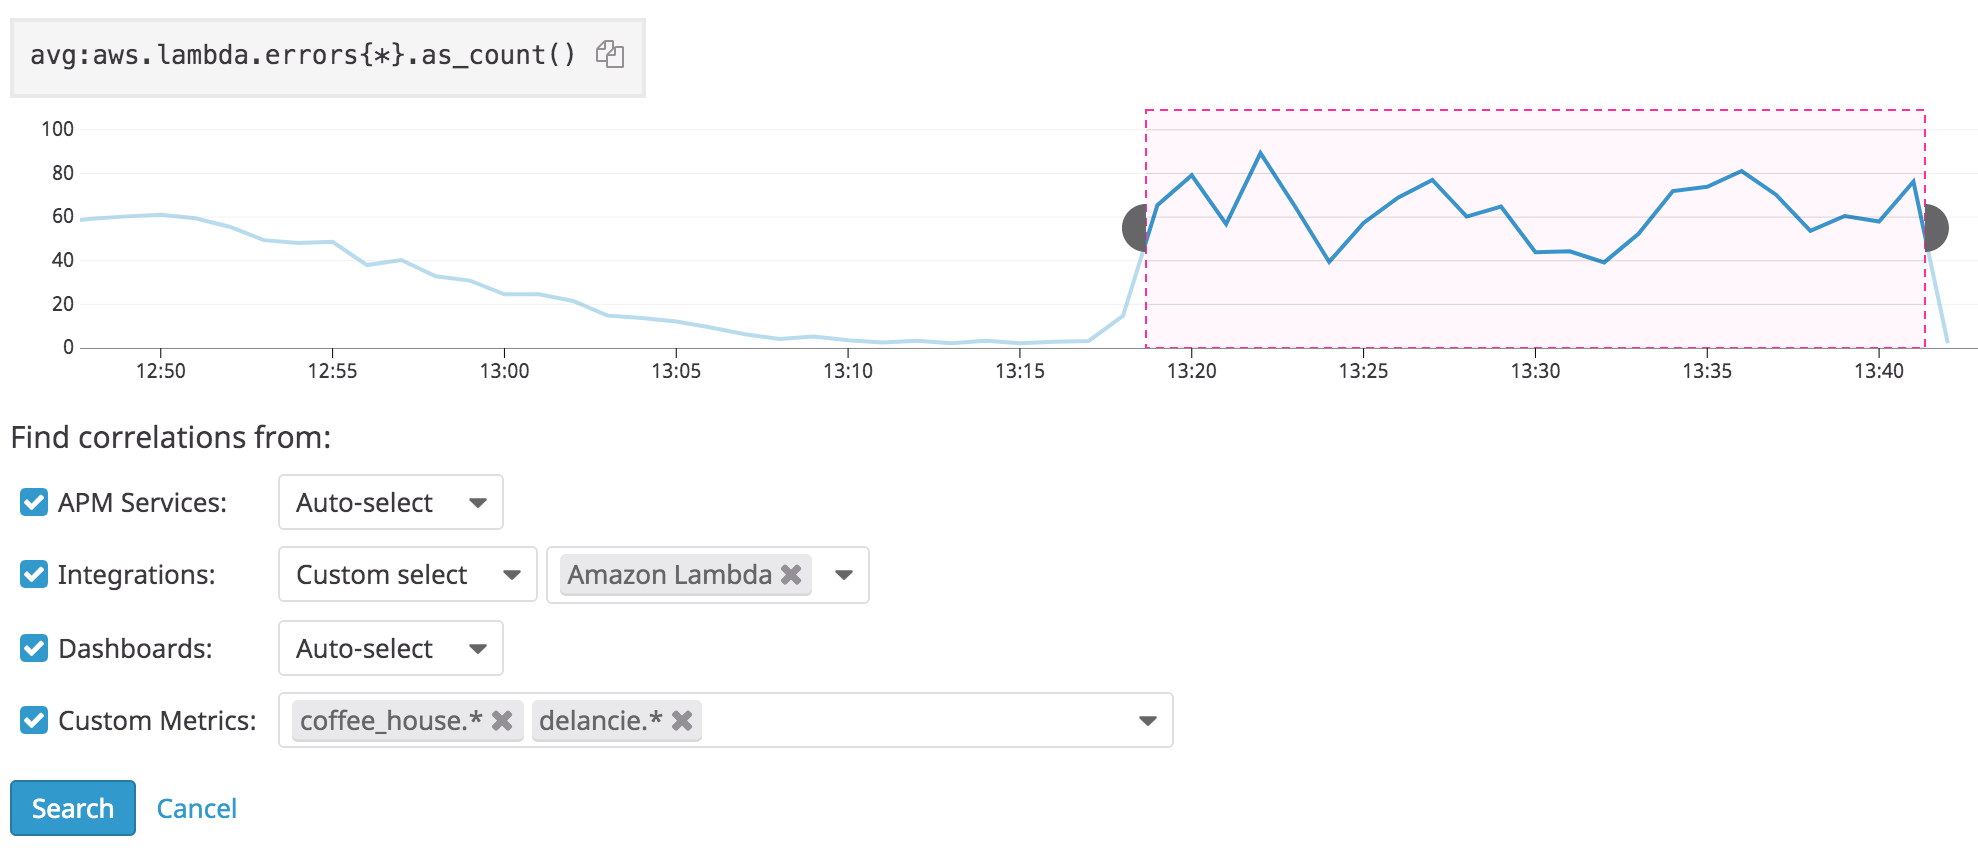 avg:aws.lambda.errors{*}.as_count()
100
80
60
40
20
0
12:50 12:55 13:00 13:05 13:10 13:15 13:20 13:25 13:30 13:35 13:40
Find correlations from:
APM Services: Auto-select
Integrations: Custom select Amazon Lambda
Dashboards: Auto-select
Custom Metrics: coffee_house.* delancie.*
Search Cancel